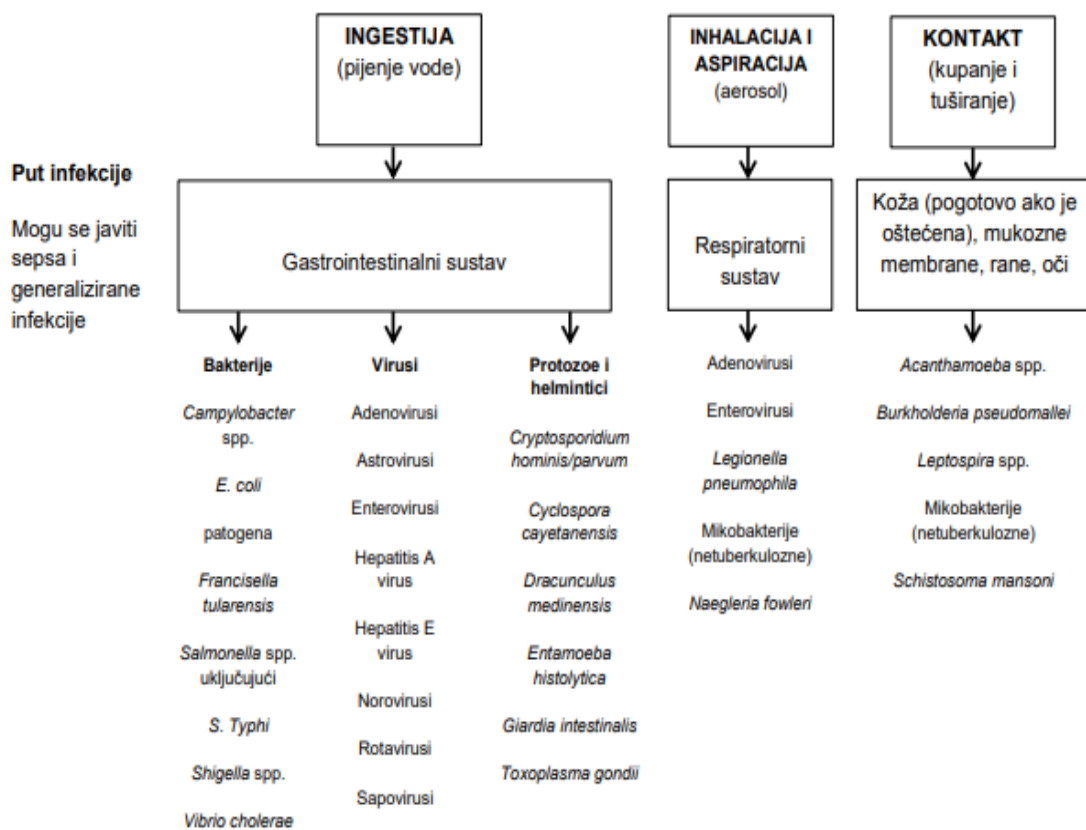 INGESTIJA
(pijenje vode)
INHALACIJA I
ASPIRACIJA
(aerosol)
KONTAKT
(kupanje i
tuširanje)
Put infekcije
Mogu se javiti
sepsa i
generalizirane
infekcije
Gastrointestinalni sustav
Respiratorni
sustav
Koža (pogotovo ako je
oštećena), mukozne
membrane, rane, oči
Bakterije
Campylobacter
spp.
E. coli
patogena
Francisella
tularensis
Salmonella spp.
uključujući
S. Typhi
Shigella spp.
Vibrio cholerae
Virusi
Adenovirusi
Astrovirusi
Enterovirusi
Hepatitis A
virus
Hepatitis E
virus
Norovirusi
Rotavirusi
Sapovirusi
Protozoe i
helmintici
Cryptosporidium
hominis/parvum
Cyclospora
cayetanensis
Dracunculus
medinensis
Entamoeba
histolytica
Giardia intestinalis
Toxoplasma gondii
Adenovirusi
Enterovirusi
Legionella
pneumophila
Mikobakterije
(netuberkulozne)
Naegleria fowleri
Acanthamoeba spp.
Burkholderia pseudomallei
Leptospira spp.
Mikobakterije
(netuberkulozne)
Schistosoma mansoni